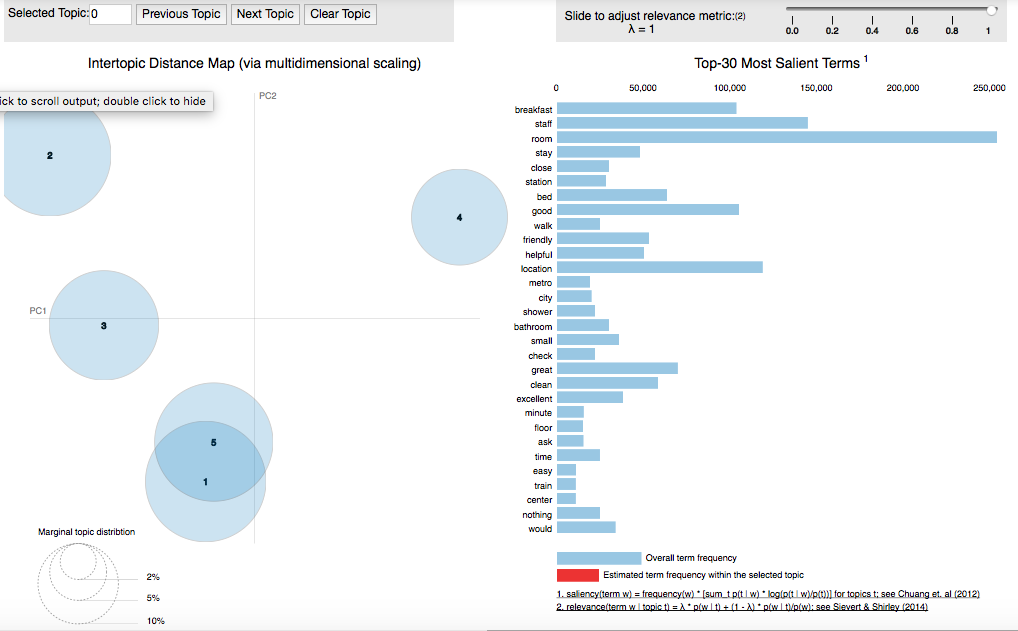 Selected Topic: 0 Previous Topic Next Topic Clear Topic
Slide to adjust relevance metric:(2)
λ = 1
0.0 0.2 0.4 0.6 0.8 1
Intertopic Distance Map (via multidimensional scaling)
ick to scroll output; double click to hide
PC2
PC1
2
4
3
5
1
Marginal topic distribtion
2%
5%
10%
Top-30 Most Salient Terms 1
0 50,000 100,000 150,000 200,000 250,000
breakfast
staff
room
stay
close
station
bed
good
walk
friendly
helpful
location
metro
city
shower
bathroom
small
check
great
clean
excellent
minute
floor
ask
time
easy
train
center
nothing
would
Overall term frequency
Estimated term frequency within the selected topic
1. saliency(term w) = frequency(w) * [sum_t p(t | w) * log(p(t | w)/p(t))] for topics t; see Chuang et. al (2012)
2. relevance(term w | topic t) = λ * p(w | t) + (1 - λ) * p(w | t)/p(w); see Sievert & Shirley (2014)